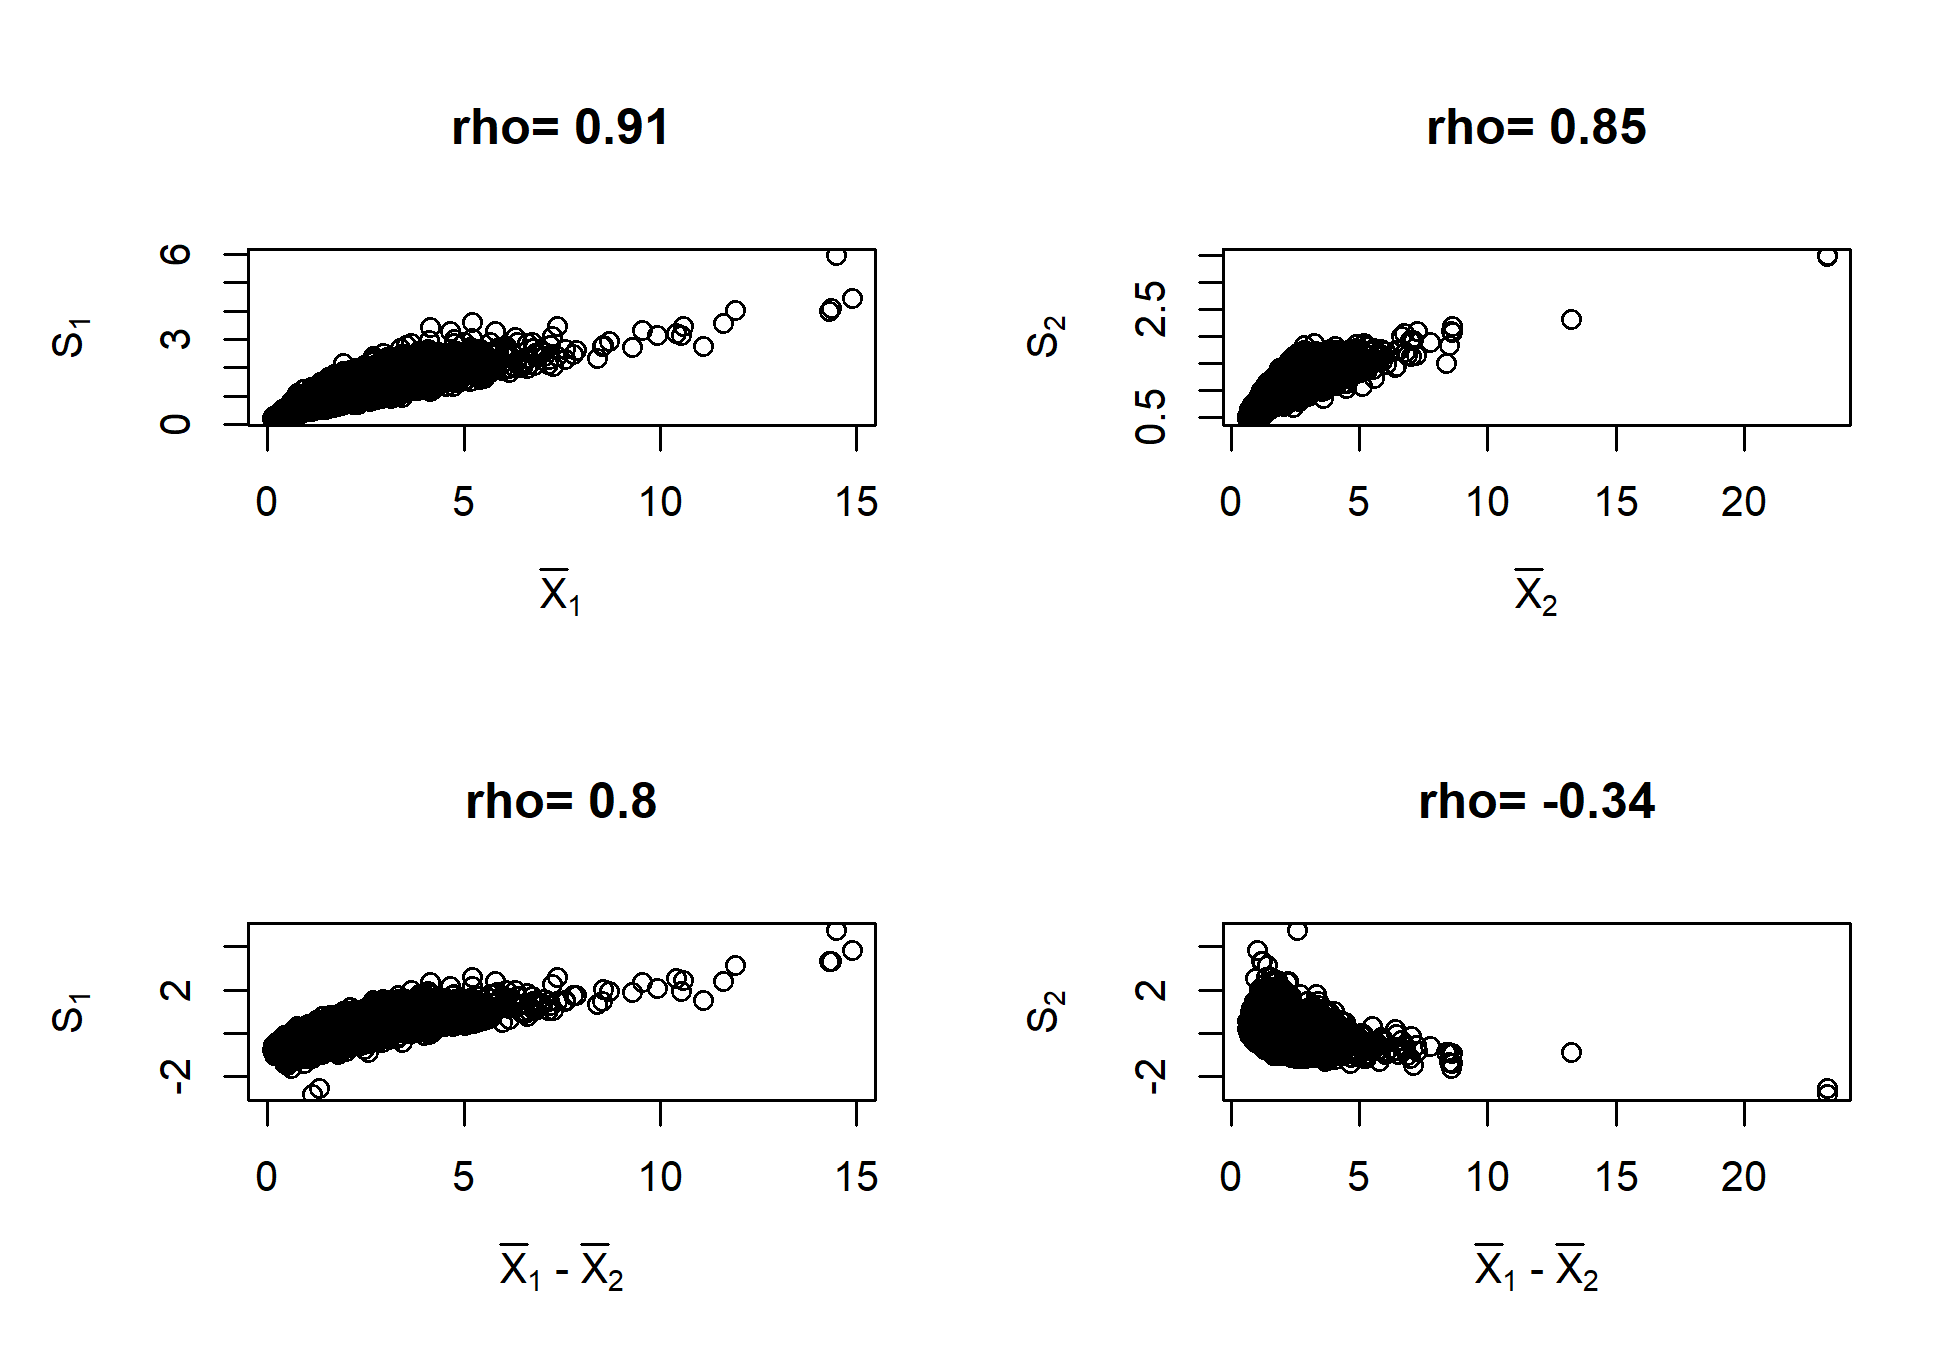 rho= 0.91
S1
6
3
0
0 5 10 15
X̅1
rho= 0.85
S2
2.5
0.5
0 5 10 15 20
X̅2
rho= 0.8
S1
2
-2
0 5 10 15
X̅1 - X̅2
rho= -0.34
S2
2
-2
0 5 10 15 20
X̅1 - X̅2